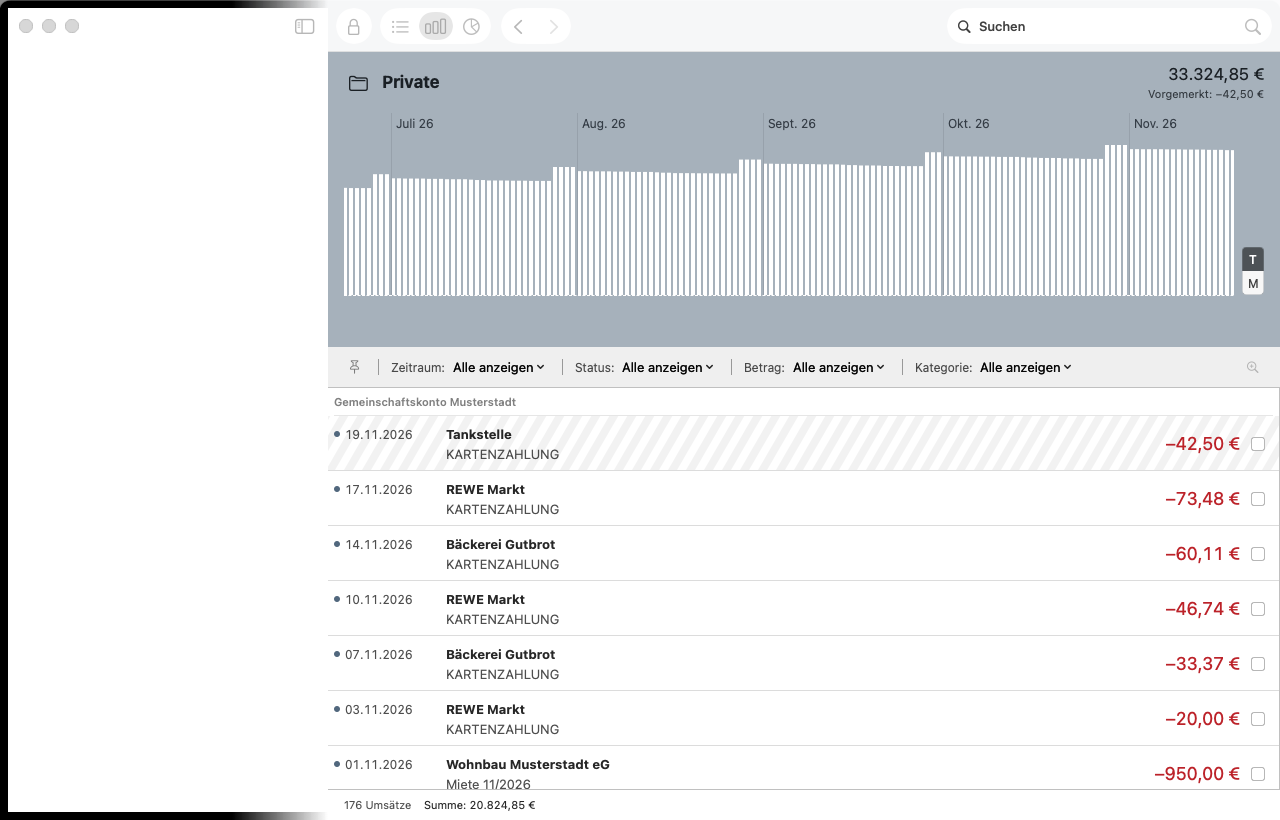 Suchen
Private
33.324,85 €
Vorgemerkt: –42,50 €
Juli 26
Aug. 26
Sept. 26
Okt. 26
Nov. 26
T
M
Zeitraum: Alle anzeigen
Status: Alle anzeigen
Betrag: Alle anzeigen
Kategorie: Alle anzeigen
Gemeinschaftskonto Musterstadt
19.11.2026 Tankstelle –42,50 €
KARTENZAHLUNG
17.11.2026 REWE Markt –73,48 €
KARTENZAHLUNG
14.11.2026 Bäckerei Gutbrot –60,11 €
KARTENZAHLUNG
10.11.2026 REWE Markt –46,74 €
KARTENZAHLUNG
07.11.2026 Bäckerei Gutbrot –33,37 €
KARTENZAHLUNG
03.11.2026 REWE Markt –20,00 €
KARTENZAHLUNG
01.11.2026 Wohnbau Musterstadt eG –950,00 €
Miete 11/2026
176 Umsätze Summe: 20.824,85 €